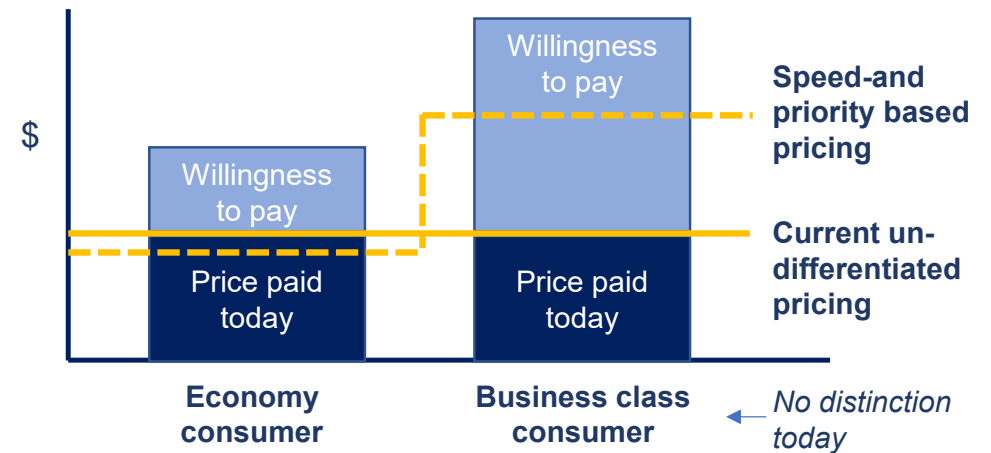 $
Willingness
to pay
Price paid
today
Willingness
to pay
Price paid
today
Speed-and
priority based
pricing
Current un-
differentiated
pricing
Economy
consumer
Business class
consumer
No distinction
today